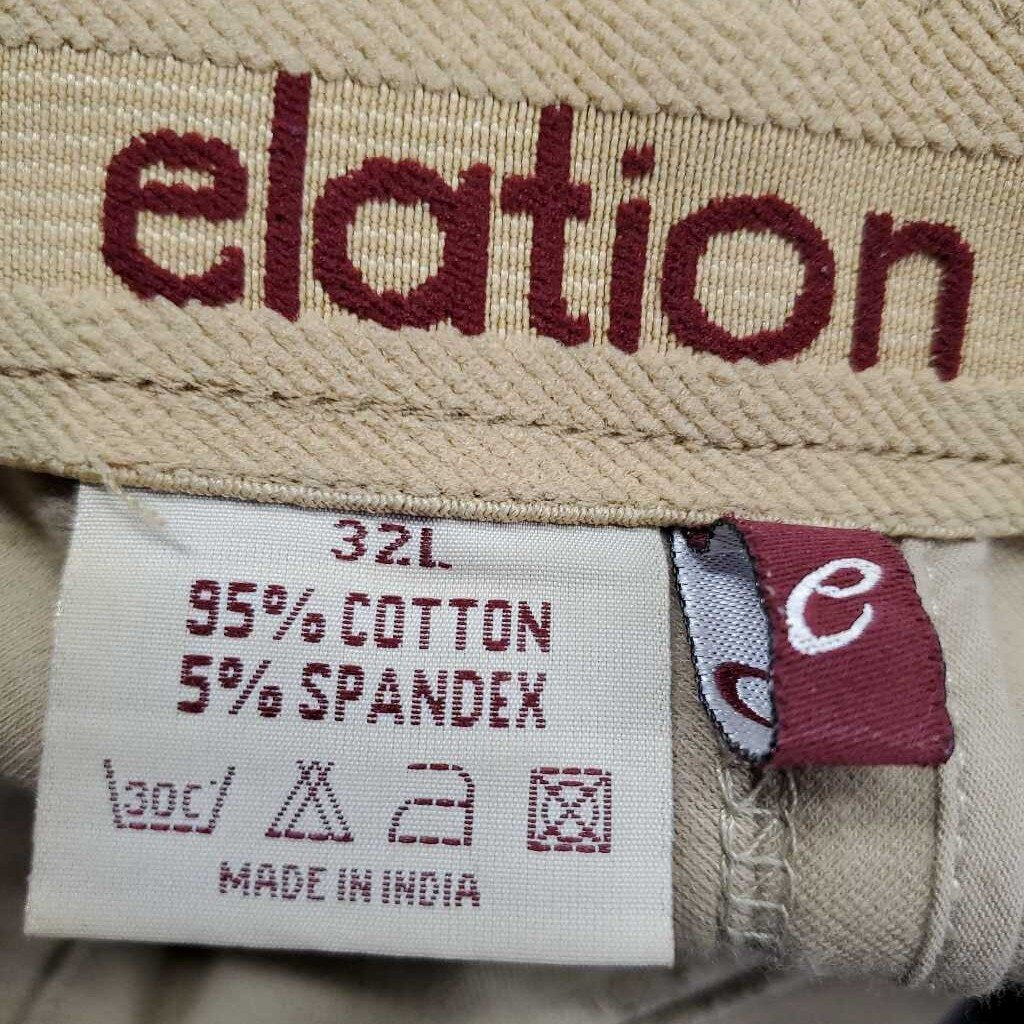 elation
32L
95% COTTON
5% SPANDEX
30C
MADE IN INDIA
e